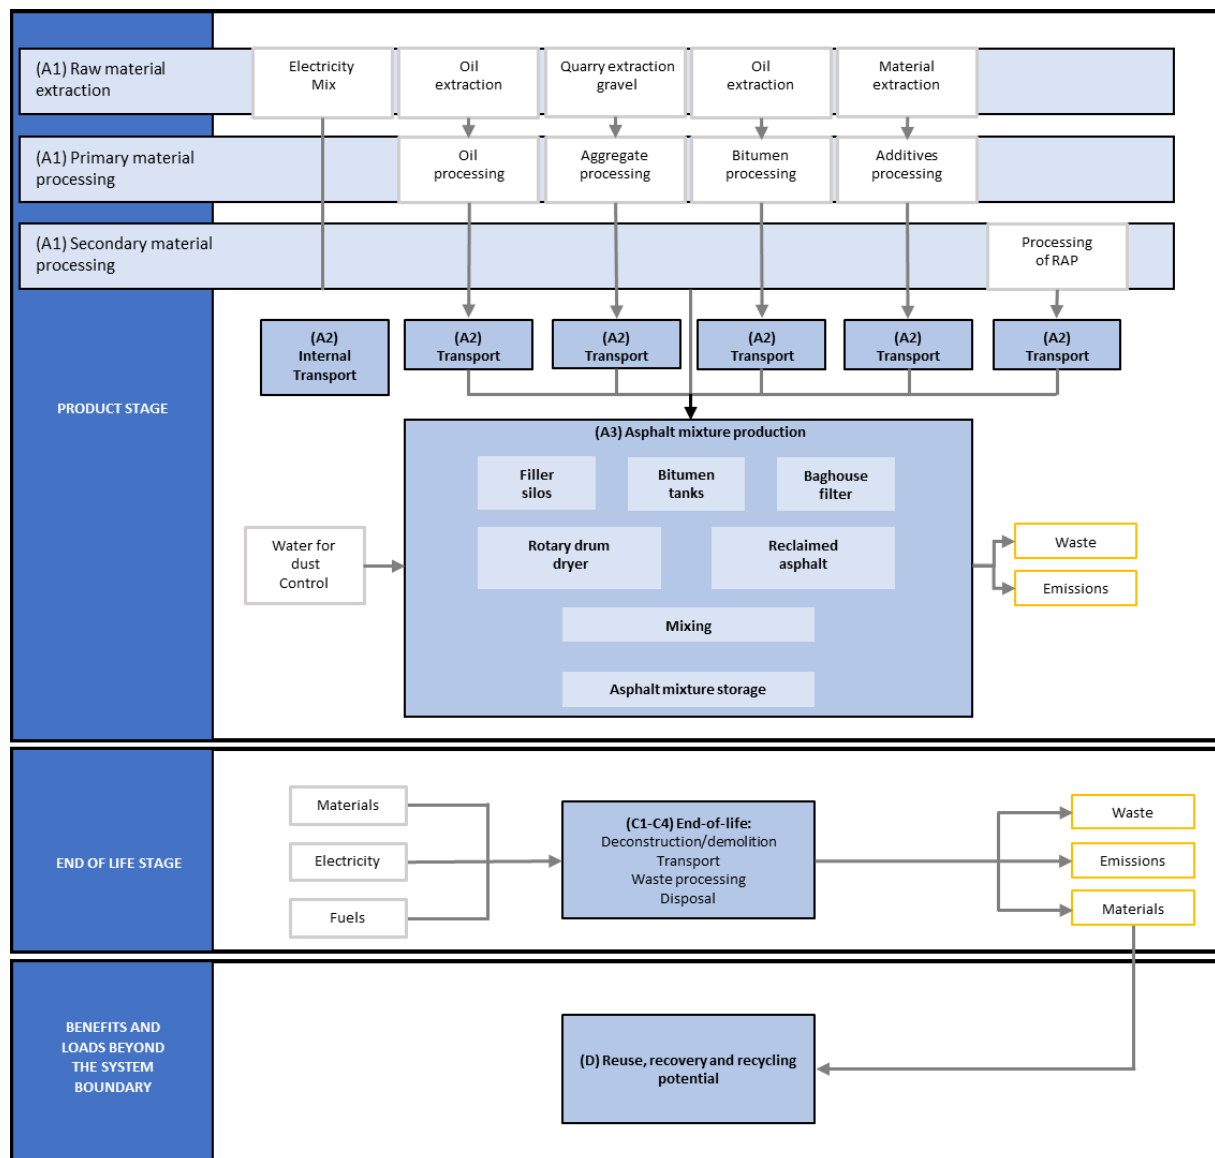 (A1) Raw material
extraction
Electricity
Mix
Oil
extraction
Quarry extraction
gravel
Oil
extraction
Material
extraction
(A1) Primary material
processing
Oil
processing
Aggregate
processing
Bitumen
processing
Additives
processing
(A1) Secondary material
processing
Processing
of RAP
(A2)
Internal
Transport
(A2)
Transport
(A2)
Transport
(A2)
Transport
(A2)
Transport
(A2)
Transport
PRODUCT STAGE
(A3) Asphalt mixture production
Filler
silos
Bitumen
tanks
Baghouse
filter
Water for
dust
Control
Rotary drum
dryer
Reclaimed
asphalt
Waste
Emissions
Mixing
Asphalt mixture storage
END OF LIFE STAGE
Materials
Electricity
Fuels
(C1-C4) End-of-life:
Deconstruction/demolition
Transport
Waste processing
Disposal
Waste
Emissions
Materials
BENEFITS AND
LOADS BEYOND
THE SYSTEM
BOUNDARY
(D) Reuse, recovery and recycling
potential